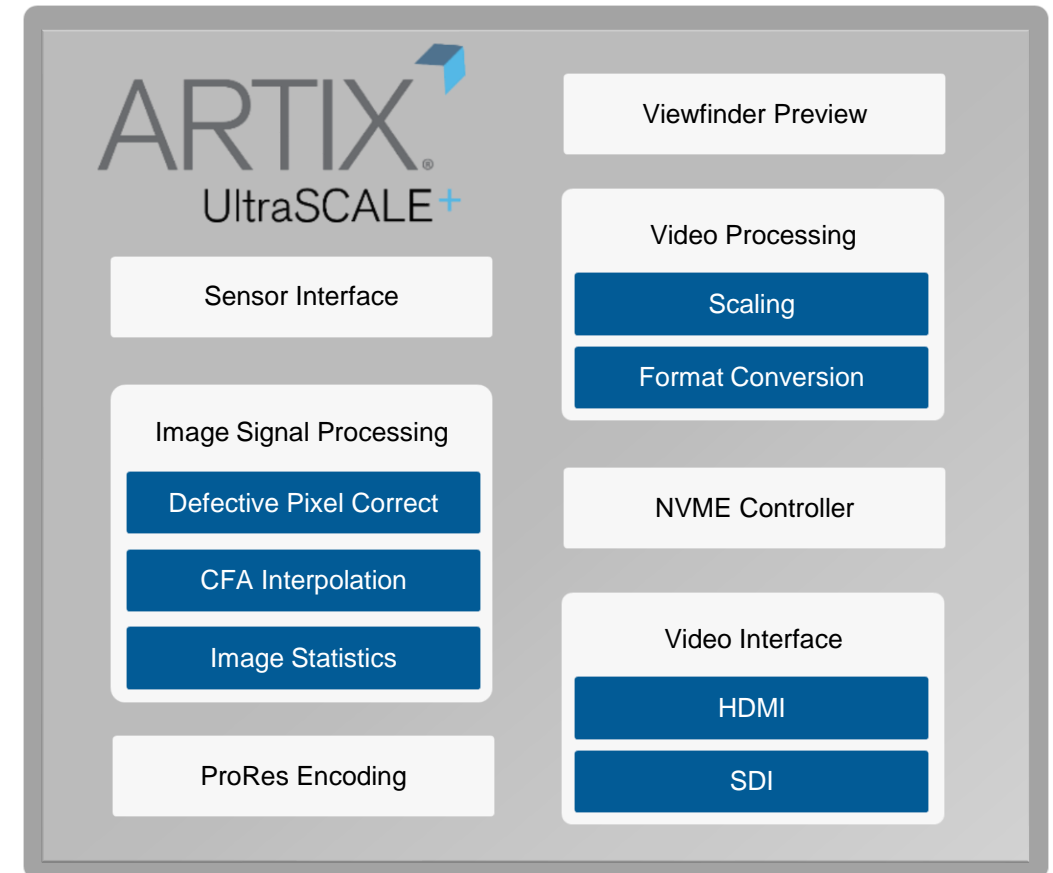 ARTIX®
UltraSCALE+
Sensor Interface
Image Signal Processing
Defective Pixel Correct
CFA Interpolation
Image Statistics
ProRes Encoding
Viewfinder Preview
Video Processing
Scaling
Format Conversion
NVME Controller
Video Interface
HDMI
SDI